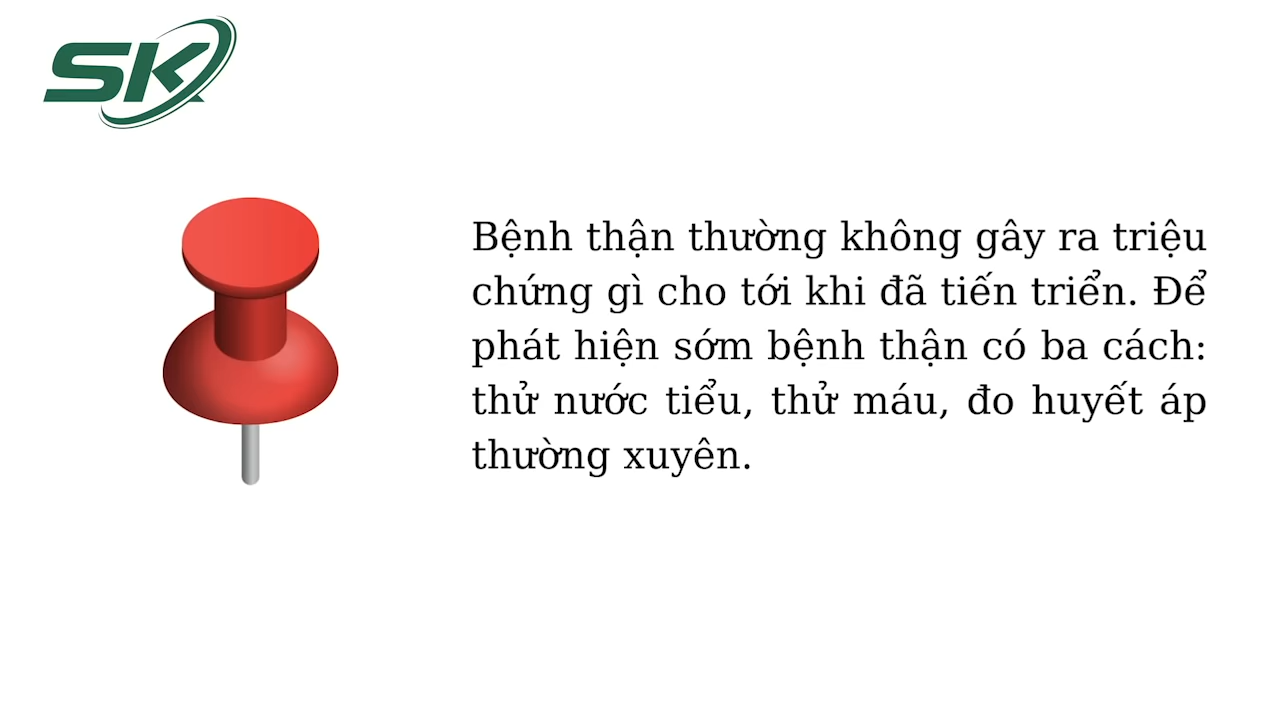 SK
Bệnh thận thường không gây ra triệu
chứng gì cho tới khi đã tiến triển. Để
phát hiện sớm bệnh thận có ba cách:
thử nước tiểu, thử máu, đo huyết áp
thường xuyên.